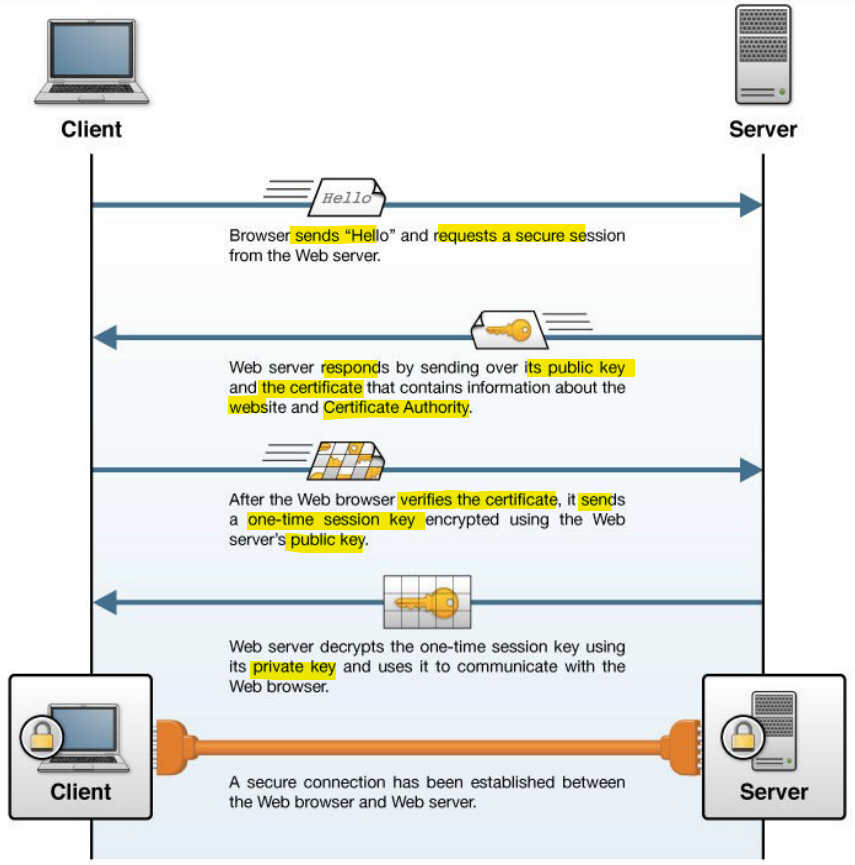 Client
Server
Hello
Browser sends “Hello” and requests a secure session
from the Web server.
Web server responds by sending over its public key
and the certificate that contains information about the
website and Certificate Authority.
After the Web browser verifies the certificate, it sends
a one-time session key encrypted using the Web
server’s public key.
Web server decrypts the one-time session key using
its private key and uses it to communicate with the
Web browser.
Client
Server
A secure connection has been established between
the Web browser and Web server.